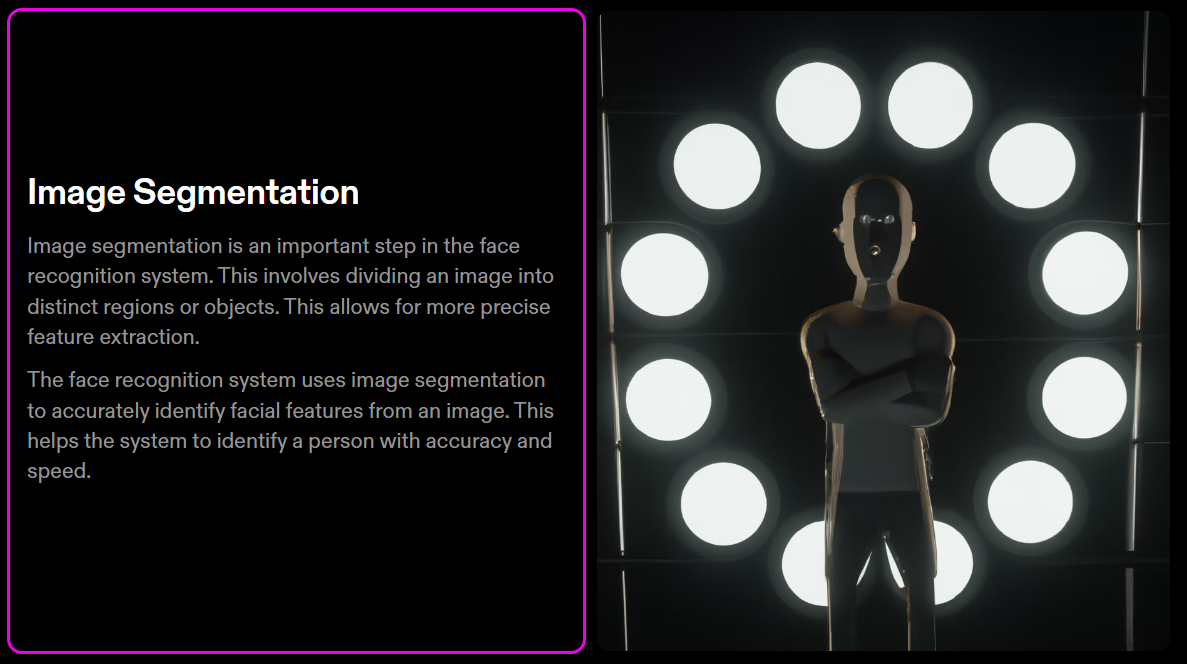 Image Segmentation
Image segmentation is an important step in the face
recognition system. This involves dividing an image into
distinct regions or objects. This allows for more precise
feature extraction.
The face recognition system uses image segmentation
to accurately identify facial features from an image. This
helps the system to identify a person with accuracy and
speed.